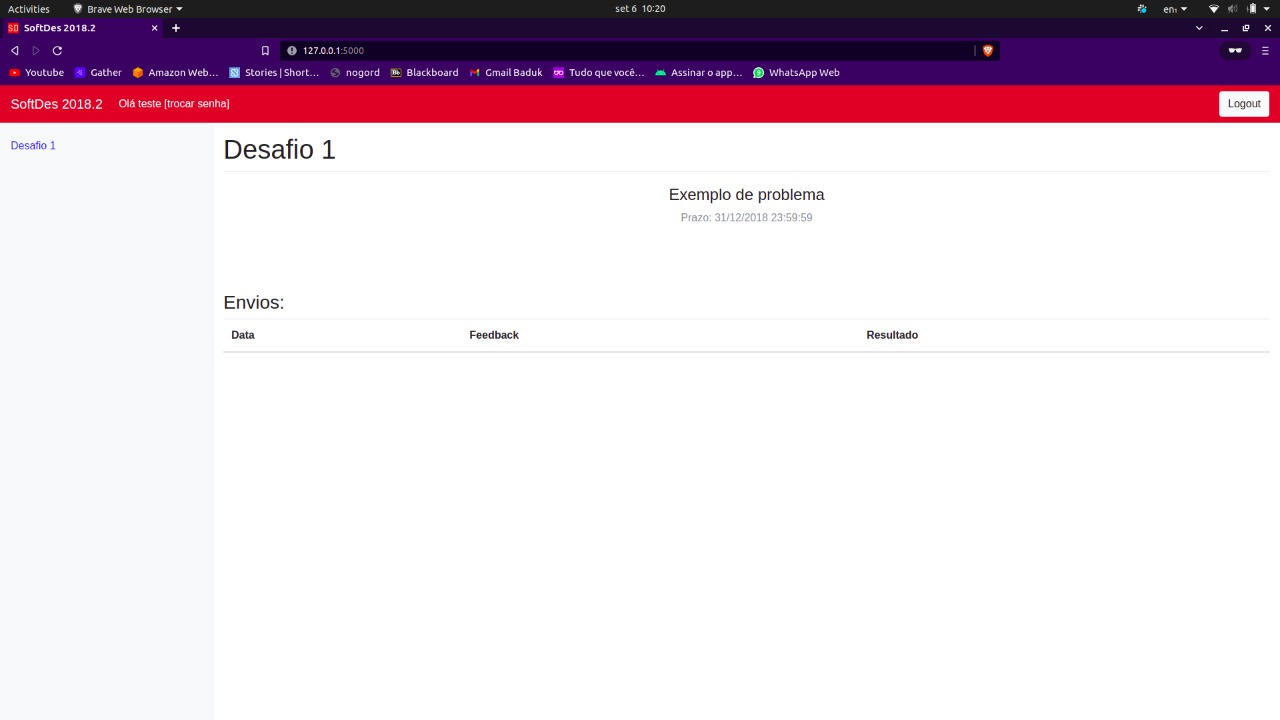 Activities Brave Web Browser set 6 10:20 en₁
SoftDes 2018.2
127.0.0.1:5000
Youtube Gather Amazon Web… Stories | Short… nogord Blackboard Gmail Baduk Tudo que você… Assinar o app… WhatsApp Web
SoftDes 2018.2 Olá teste [trocar senha] Logout
Desafio 1
Desafio 1
Exemplo de problema
Prazo: 31/12/2018 23:59:59
Envios:
Data Feedback Resultado